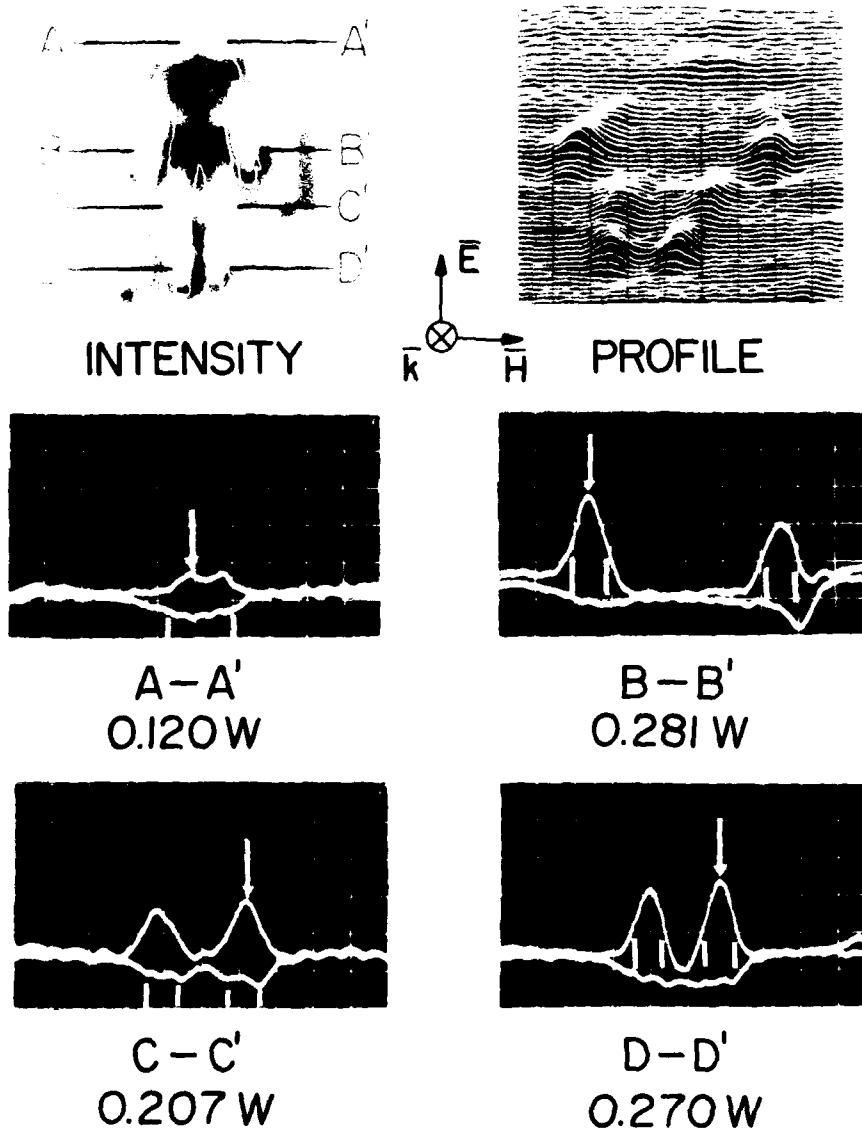 A A'
B'
C'
D'
INTENSITY
E
k H
PROFILE
A-A'
0.120 W
B-B'
0.281 W
C-C'
0.207 W
D-D'
0.270 W